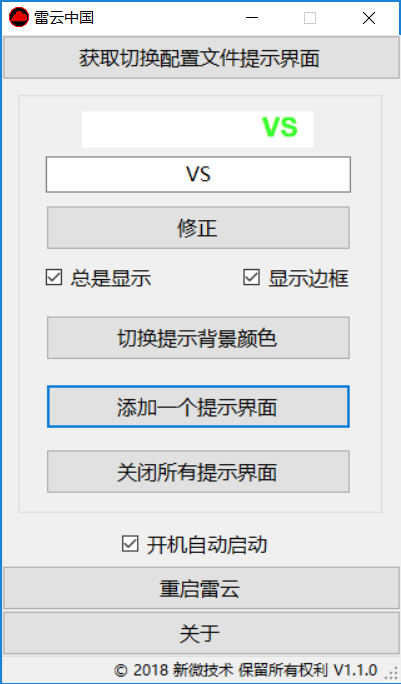 雷云中国
获取切换配置文件提示界面
VS
VS
修正
总是显示 显示边框
切换提示背景颜色
添加一个提示界面
关闭所有提示界面
开机自动启动
重启雷云
关于
© 2018 新微技术 保留所有权利 V1.1.0